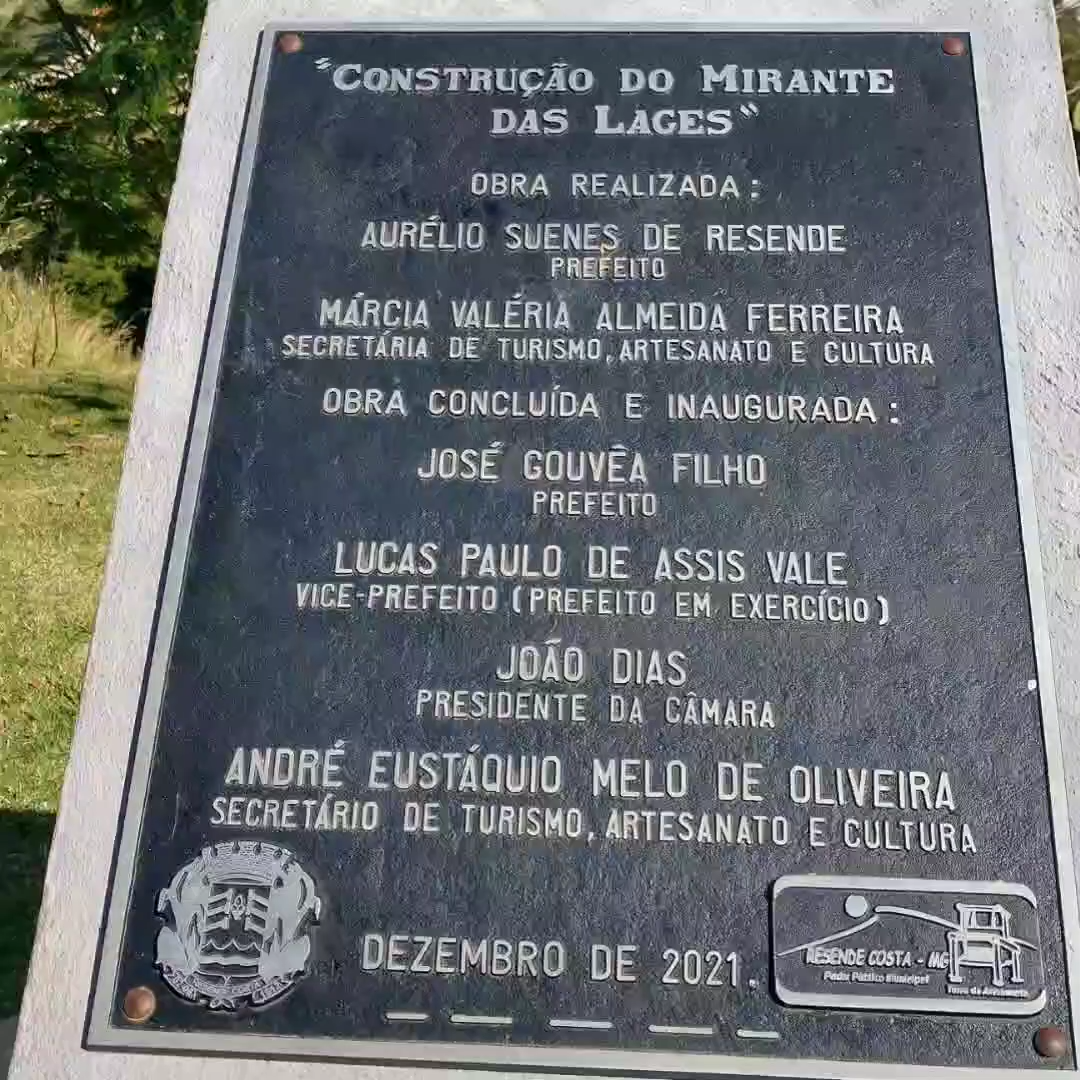 "CONSTRUÇÃO DO MIRANTE
DAS LAGES"
OBRA REALIZADA:
AURÉLIO SUENES DE RESENDE
PREFEITO
MÁRCIA VALÉRIA ALMEIDA FERREIRA
SECRETÁRIA DE TURISMO, ARTESANATO E CULTURA
OBRA CONCLUÍDA E INAUGURADA:
JOSÉ GOUVÊA FILHO
PREFEITO
LUCAS PAULO DE ASSIS VALE
VICE-PREFEITO (PREFEITO EM EXERCÍCIO)
JOÃO DIAS
PRESIDENTE DA CÂMARA
ANDRÉ EUSTÁQUIO MELO DE OLIVEIRA
SECRETÁRIO DE TURISMO, ARTESANATO E CULTURA
DEZEMBRO DE 2021.
RESENDE COSTA - MG
Poder Público Municipal